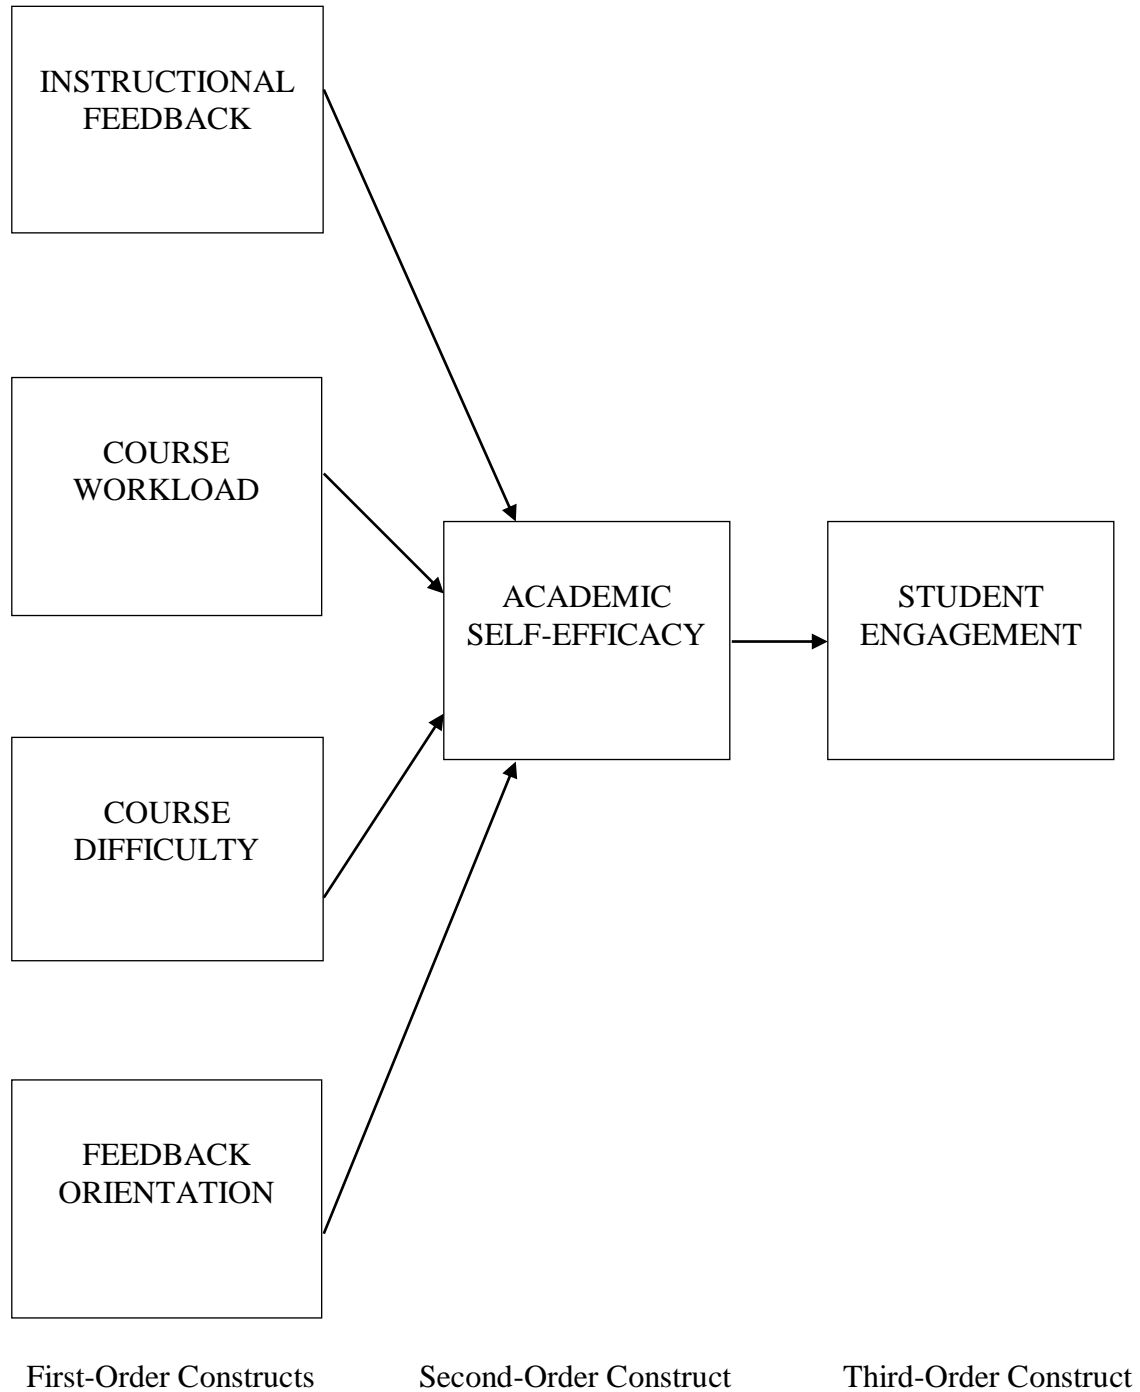 INSTRUCTIONAL
FEEDBACK
COURSE
WORKLOAD
ACADEMIC
SELF-EFFICACY
STUDENT
ENGAGEMENT
COURSE
DIFFICULTY
FEEDBACK
ORIENTATION
First-Order Constructs
Second-Order Construct
Third-Order Construct